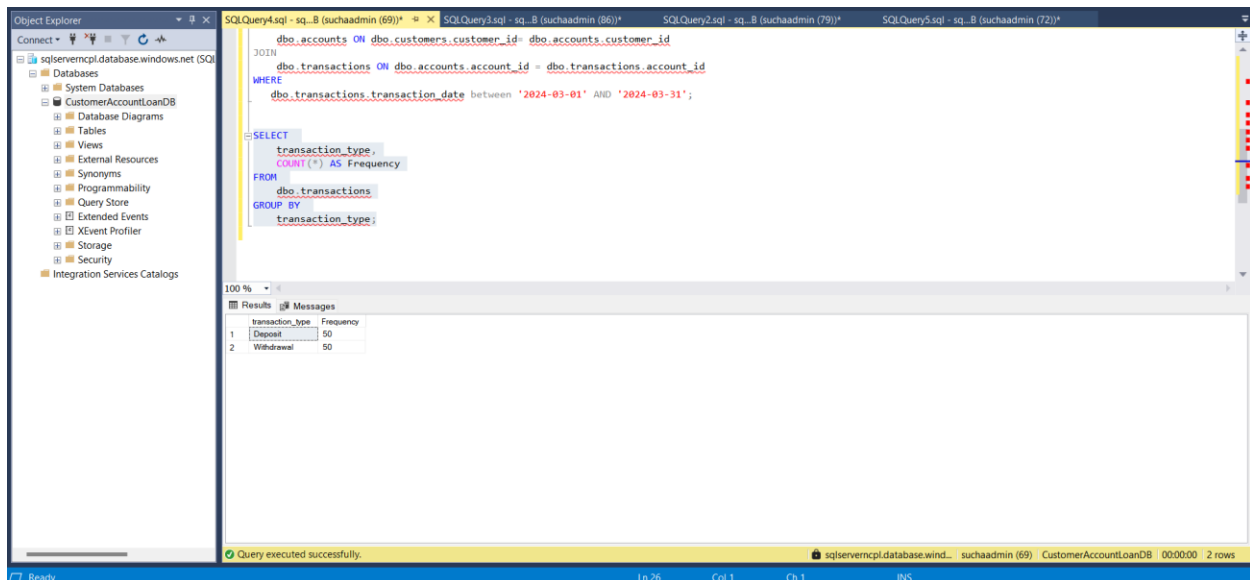 Object Explorer
Connect
sqlserverncpl.database.windows.net (SQL
Databases
System Databases
CustomerAccountLoanDB
Database Diagrams
Tables
Views
External Resources
Synonyms
Programmability
Query Store
Extended Events
XEvent Profiler
Storage
Security
Integration Services Catalogs
SQLQuery4.sql - sq...B (suchaadmin (69))* SQLQuery3.sql - sq...B (suchaadmin (86))* SQLQuery2.sql - sq...B (suchaadmin (79))* SQLQuery5.sql - sq...B (suchaadmin (72))*
dbo.accounts ON dbo.customers.customer_id= dbo.accounts.customer_id
JOIN
dbo.transactions ON dbo.accounts.account_id = dbo.transactions.account_id
WHERE
dbo.transactions.transaction_date between '2024-03-01' AND '2024-03-31';
SELECT
transaction_type,
COUNT(*) AS Frequency
FROM
dbo.transactions
GROUP BY
transaction_type;
100 %
Results Messages
transaction_type Frequency
1 Deposit 50
2 Withdrawal 50
Query executed successfully. sqlserverncpl.database.wind... suchaadmin (69) CustomerAccountLoanDB 00:00:00 2 rows
Ready Ln 26 Col 1 Ch 1 INS